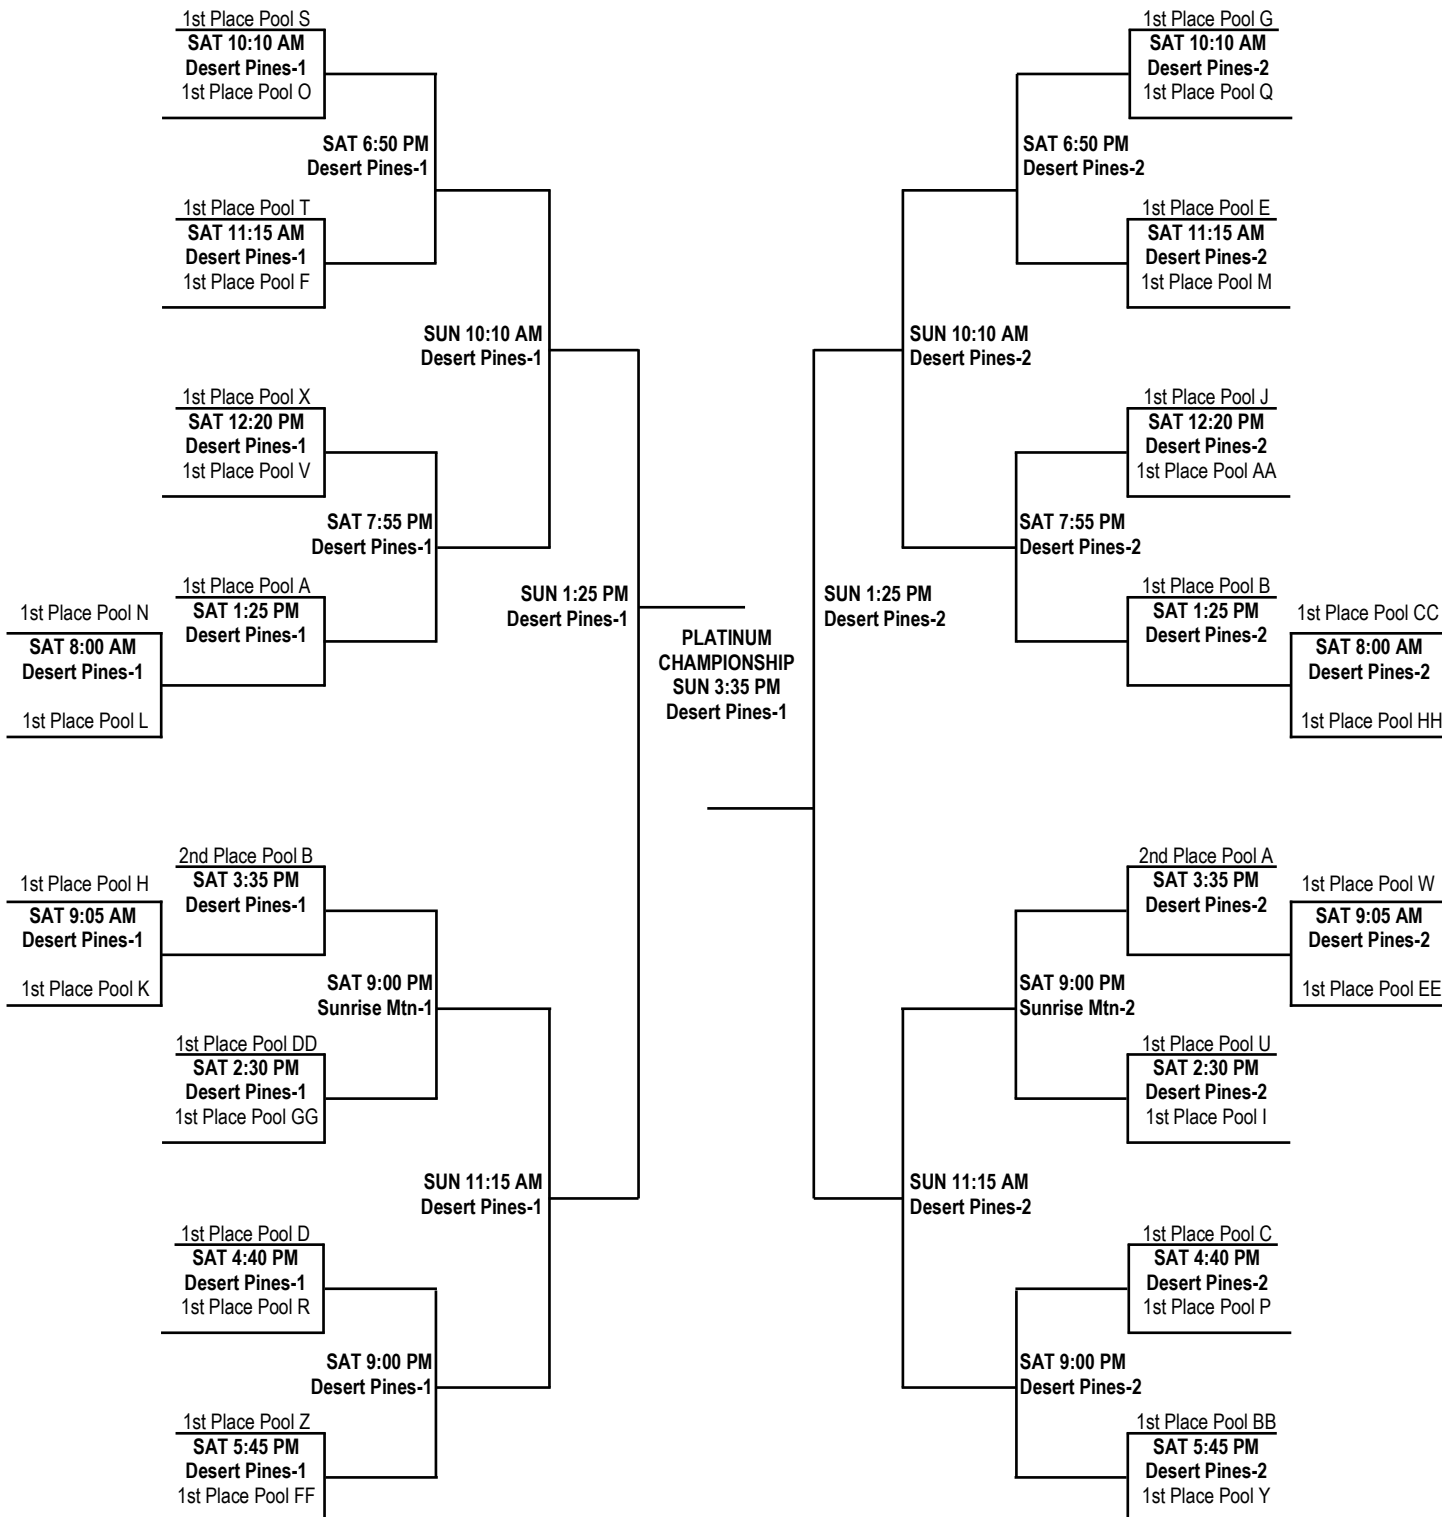 1st Place Pool S
SAT 10:10 AM
Desert Pines-1
1st Place Pool O
SAT 6:50 PM
Desert Pines-1
1st Place Pool T
SAT 11:15 AM
Desert Pines-1
1st Place Pool F
SUN 10:10 AM
Desert Pines-1
1st Place Pool X
SAT 12:20 PM
Desert Pines-1
1st Place Pool V
SAT 7:55 PM
Desert Pines-1
1st Place Pool A
SAT 1:25 PM
Desert Pines-1
1st Place Pool N
SAT 8:00 AM
Desert Pines-1
1st Place Pool L
SUN 1:25 PM
Desert Pines-1
2nd Place Pool B
SAT 3:35 PM
Desert Pines-1
1st Place Pool H
SAT 9:05 AM
Desert Pines-1
1st Place Pool K
SAT 9:00 PM
Sunrise Mtn-1
1st Place Pool DD
SAT 2:30 PM
Desert Pines-1
1st Place Pool GG
SUN 11:15 AM
Desert Pines-1
1st Place Pool D
SAT 4:40 PM
Desert Pines-1
1st Place Pool R
SAT 9:00 PM
Desert Pines-1
1st Place Pool Z
SAT 5:45 PM
Desert Pines-1
1st Place Pool FF
PLATINUM
CHAMPIONSHIP
SUN 3:35 PM
Desert Pines-1
1st Place Pool G
SAT 10:10 AM
Desert Pines-2
1st Place Pool Q
SAT 6:50 PM
Desert Pines-2
1st Place Pool E
SAT 11:15 AM
Desert Pines-2
1st Place Pool M
SUN 10:10 AM
Desert Pines-2
1st Place Pool J
SAT 12:20 PM
Desert Pines-2
1st Place Pool AA
SAT 7:55 PM
Desert Pines-2
1st Place Pool B
SAT 1:25 PM
Desert Pines-2
1st Place Pool CC
SAT 8:00 AM
Desert Pines-2
1st Place Pool HH
SUN 1:25 PM
Desert Pines-2
2nd Place Pool A
SAT 3:35 PM
Desert Pines-2
1st Place Pool W
SAT 9:05 AM
Desert Pines-2
1st Place Pool EE
SAT 9:00 PM
Sunrise Mtn-2
1st Place Pool U
SAT 2:30 PM
Desert Pines-2
1st Place Pool I
SUN 11:15 AM
Desert Pines-2
1st Place Pool C
SAT 4:40 PM
Desert Pines-2
1st Place Pool P
SAT 9:00 PM
Desert Pines-2
1st Place Pool BB
SAT 5:45 PM
Desert Pines-2
1st Place Pool Y